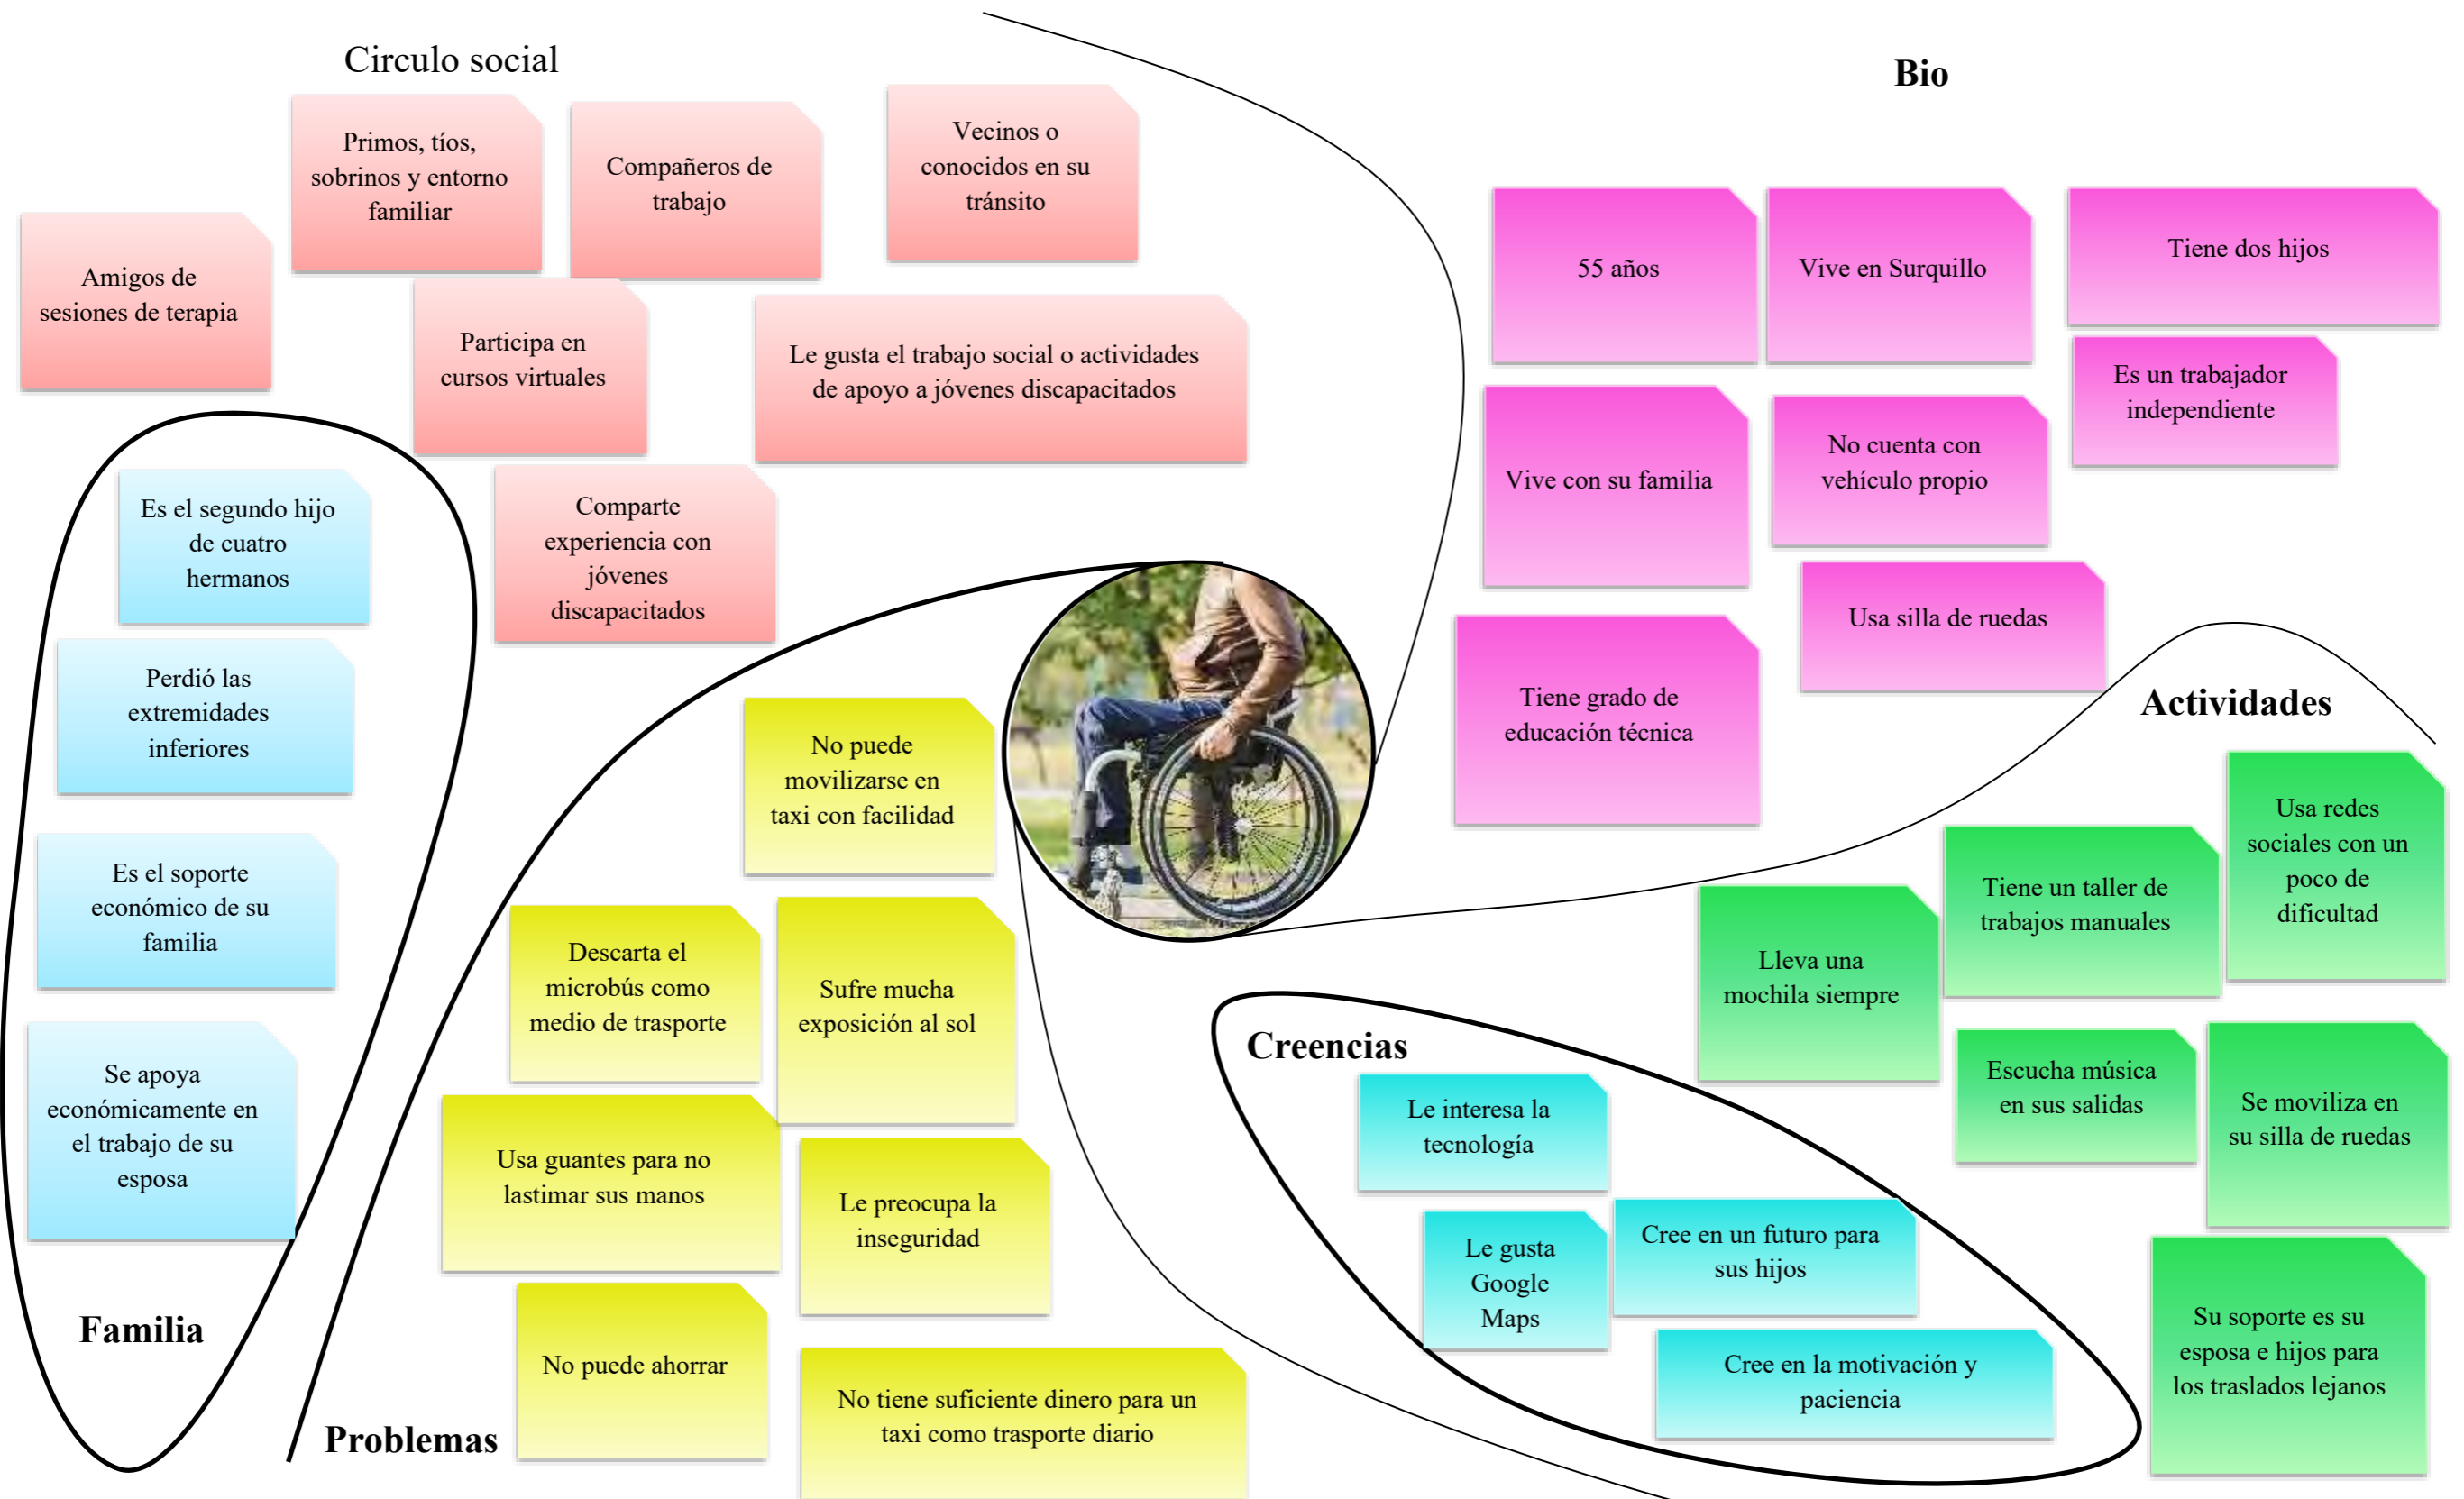 Circulo social
Primos, tíos,
sobrinos y entorno
familiar
Compañeros de
trabajo
Vecinos o
conocidos en su
tránsito
Amigos de
sesiones de terapia
Participa en
cursos virtuales
Le gusta el trabajo social o actividades
de apoyo a jóvenes discapacitados
Comparte
experiencia con
jóvenes
discapacitados
Bio
55 años
Vive en Surquillo
Tiene dos hijos
Es un trabajador
independiente
Vive con su familia
No cuenta con
vehículo propio
Usa silla de ruedas
Tiene grado de
educación técnica
Es el segundo hijo
de cuatro
hermanos
Perdió las
extremidades
inferiores
Es el soporte
económico de su
familia
Se apoya
económicamente en
el trabajo de su
esposa
Familia
No puede
movilizarse en
taxi con facilidad
Descarta el
microbús como
medio de trasporte
Sufre mucha
exposición al sol
Usa guantes para no
lastimar sus manos
Le preocupa la
inseguridad
No puede ahorrar
No tiene suficiente dinero para un
taxi como trasporte diario
Problemas
Creencias
Le interesa la
tecnología
Le gusta
Google
Maps
Cree en un futuro para
sus hijos
Cree en la motivación y
paciencia
Actividades
Usa redes
sociales con un
poco de
dificultad
Tiene un taller de
trabajos manuales
Lleva una
mochila siempre
Escucha música
en sus salidas
Se moviliza en
su silla de ruedas
Su soporte es su
esposa e hijos para
los traslados lejanos